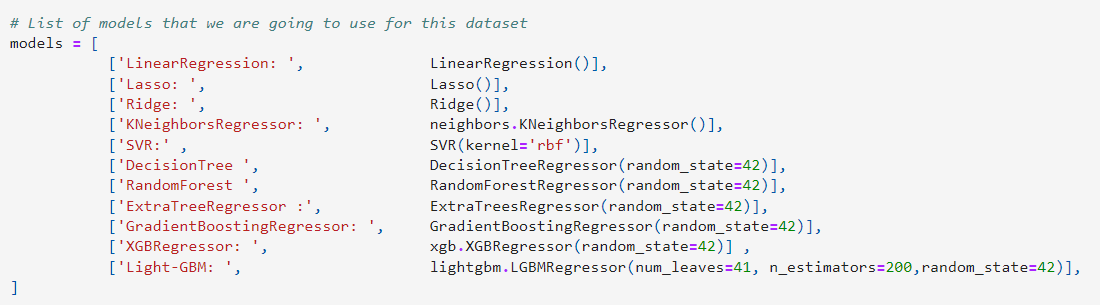 # List of models that we are going to use for this dataset
models = [
['LinearRegression: ', LinearRegression()],
['Lasso: ', Lasso()],
['Ridge: ', Ridge()],
['KNeighborsRegressor: ', neighbors.KNeighborsRegressor()],
['SVR:' , SVR(kernel='rbf')],
['DecisionTree ', DecisionTreeRegressor(random_state=42)],
['RandomForest ', RandomForestRegressor(random_state=42)],
['ExtraTreeRegressor :', ExtraTreesRegressor(random_state=42)],
['GradientBoostingRegressor: ', GradientBoostingRegressor(random_state=42)],
['XGBRegressor: ', xgb.XGBRegressor(random_state=42)] ,
['Light-GBM: ', lightgbm.LGBMRegressor(num_leaves=41, n_estimators=200,random_state=42)],
]